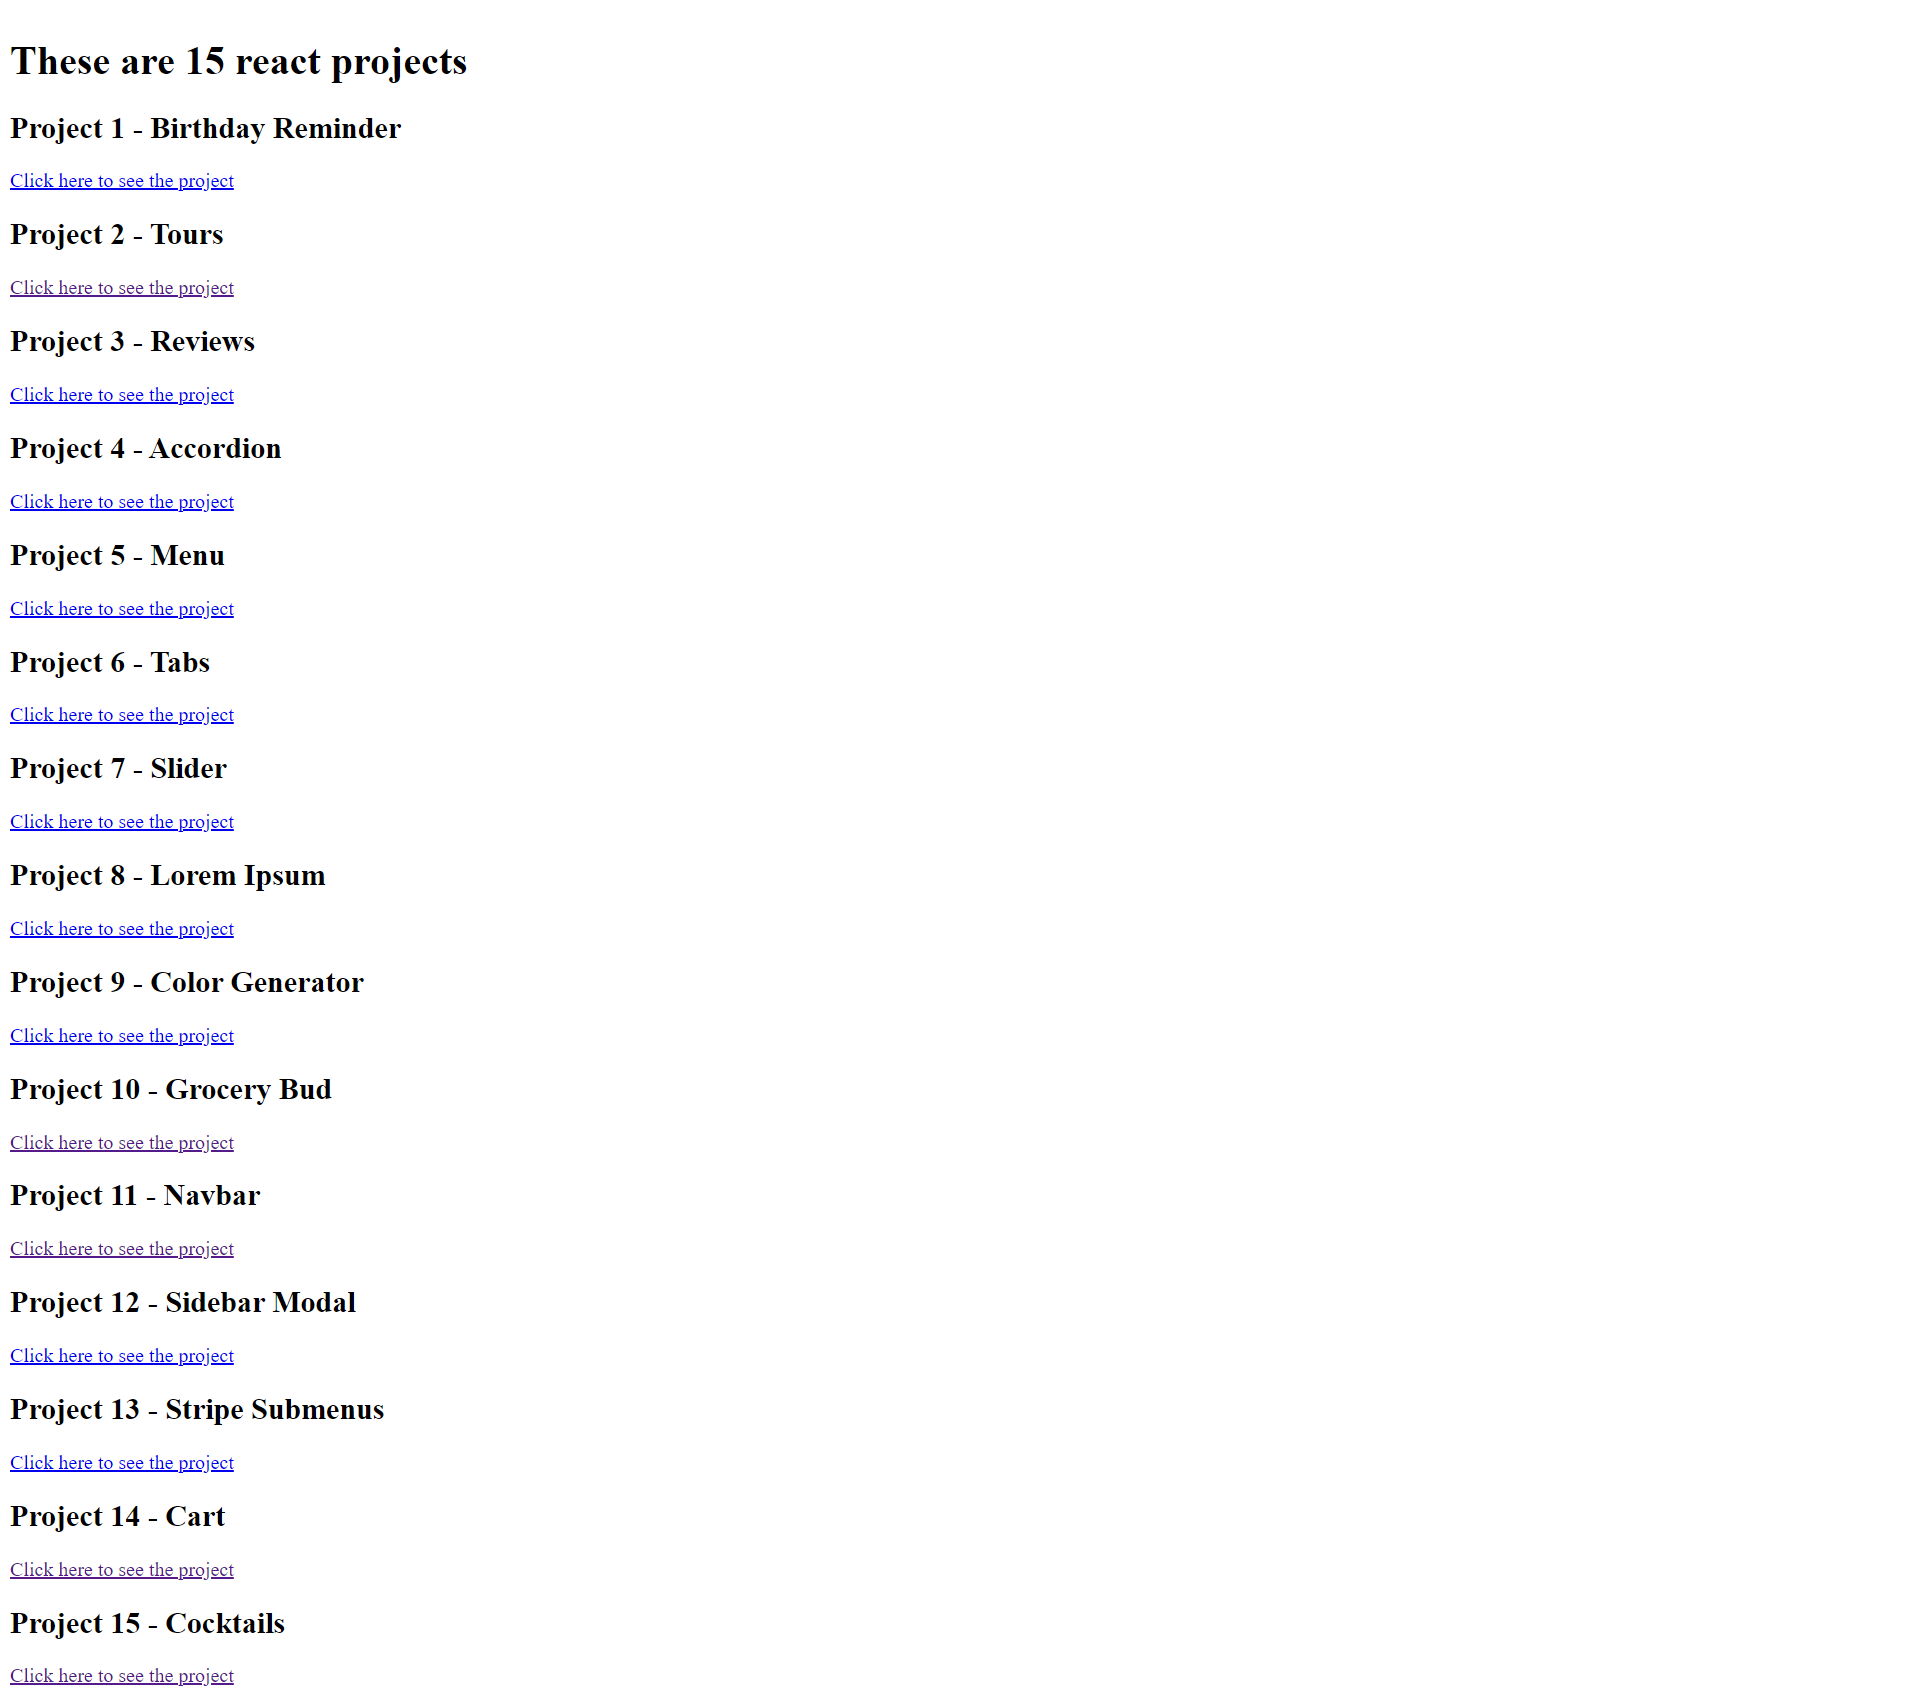 These are 15 react projects
Project 1 - Birthday Reminder
Click here to see the project
Project 2 - Tours
Click here to see the project
Project 3 - Reviews
Click here to see the project
Project 4 - Accordion
Click here to see the project
Project 5 - Menu
Click here to see the project
Project 6 - Tabs
Click here to see the project
Project 7 - Slider
Click here to see the project
Project 8 - Lorem Ipsum
Click here to see the project
Project 9 - Color Generator
Click here to see the project
Project 10 - Grocery Bud
Click here to see the project
Project 11 - Navbar
Click here to see the project
Project 12 - Sidebar Modal
Click here to see the project
Project 13 - Stripe Submenus
Click here to see the project
Project 14 - Cart
Click here to see the project
Project 15 - Cocktails
Click here to see the project